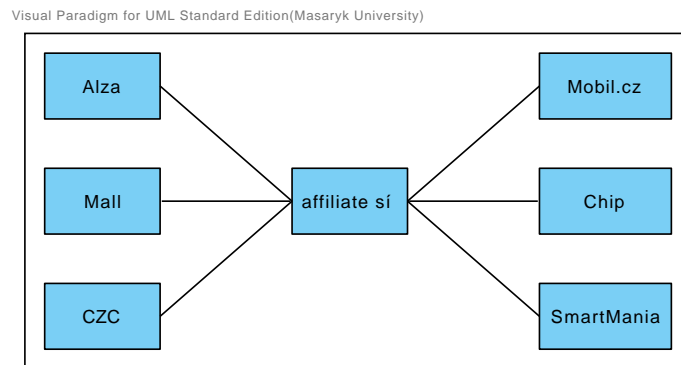 Visual Paradigm for UML Standard Edition(Masaryk University)
Alza
Mobil.cz
Mall
affiliate sí
Chip
CZC
SmartMania